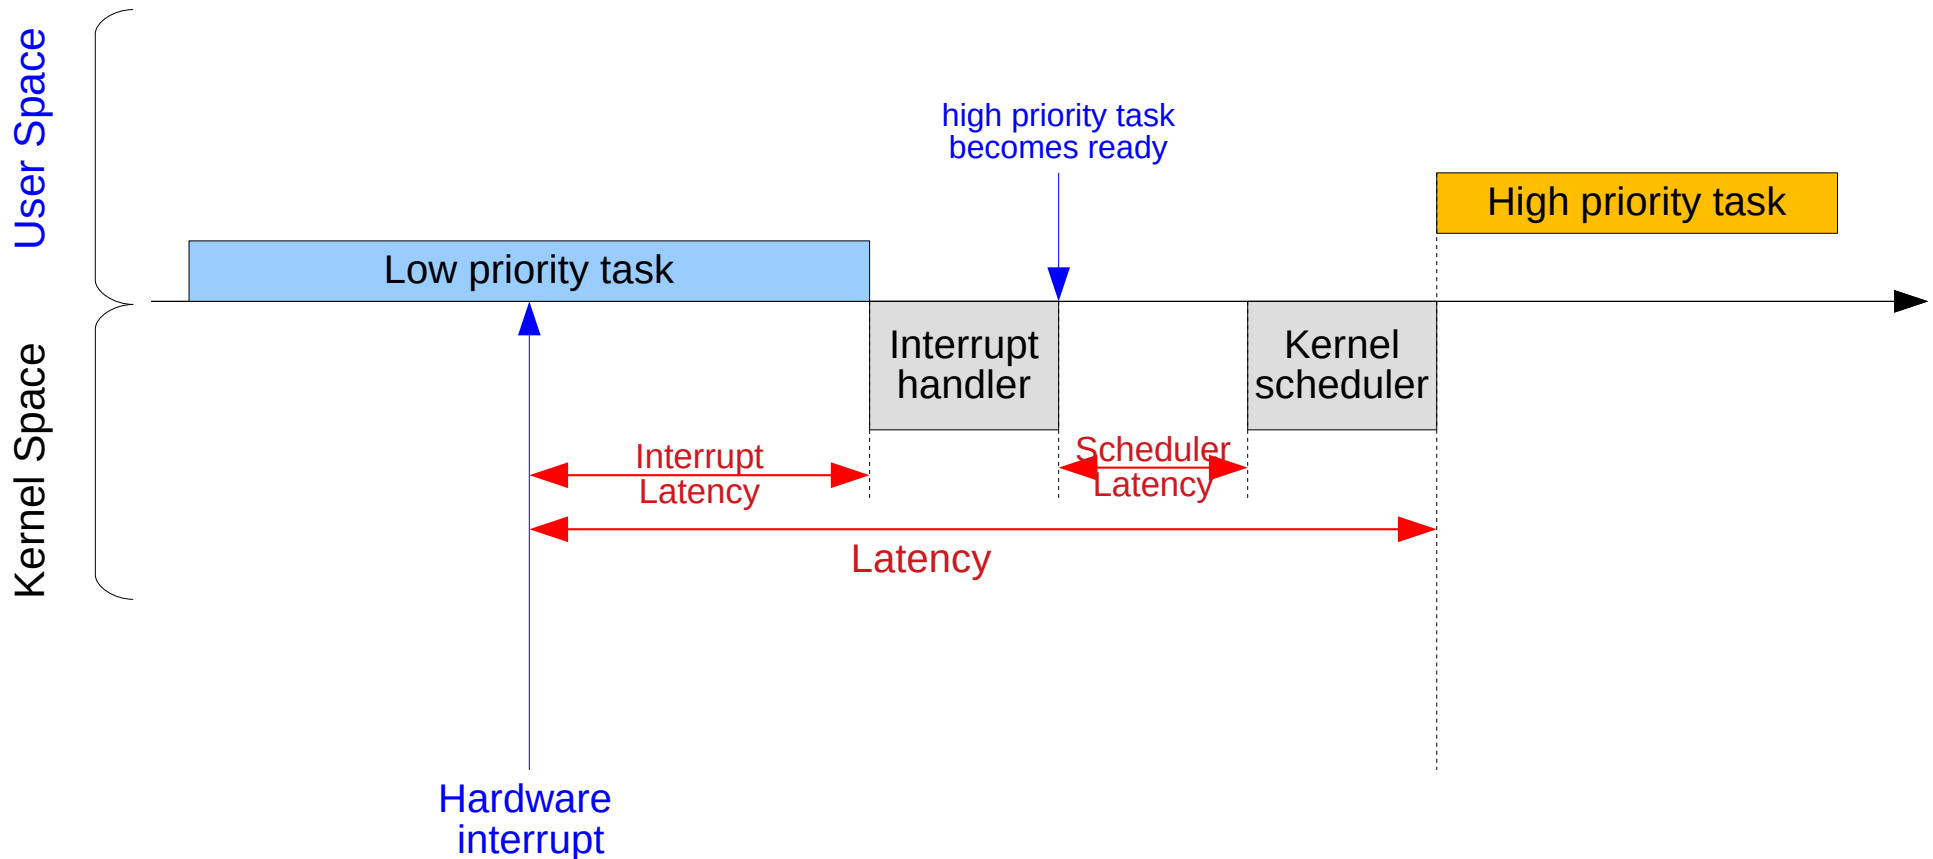 User Space
high priority task
becomes ready
High priority task
Low priority task
Kernel Space
Interrupt
handler
Kernel
scheduler
Interrupt
Latency
Scheduler
Latency
Latency
Hardware
interrupt